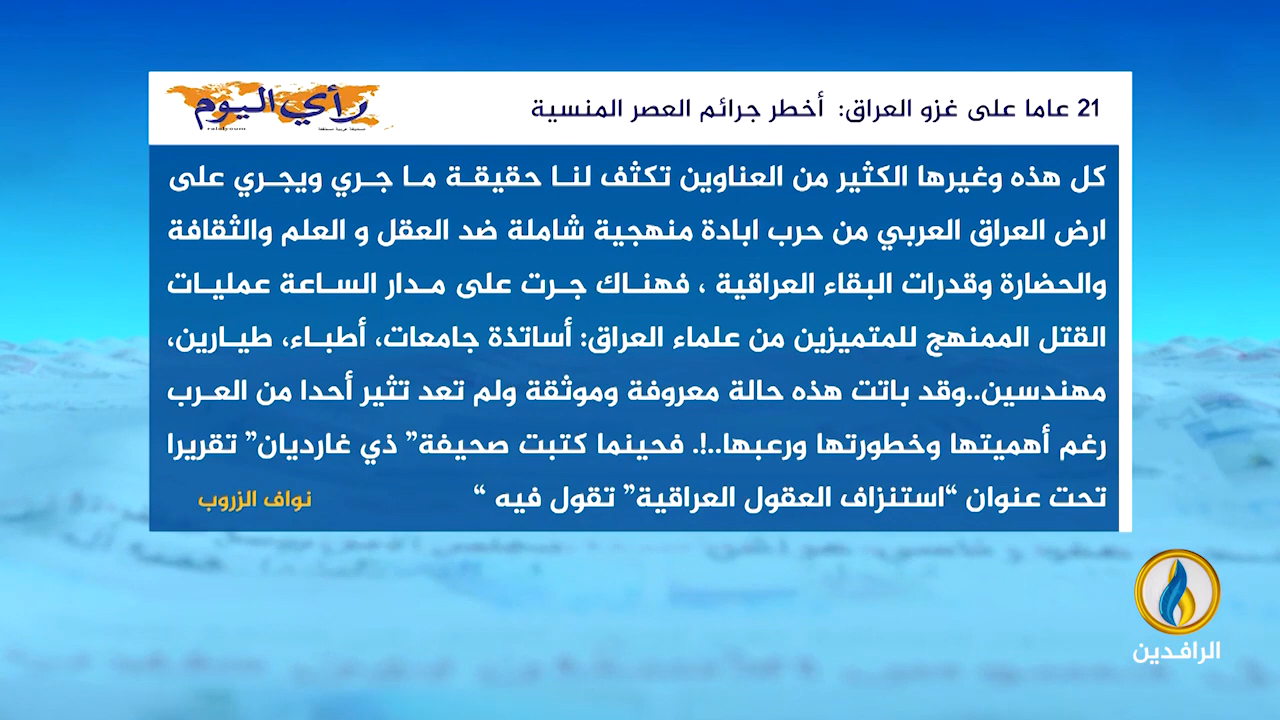 21 عاما على غزو العراق: أخطر جرائم العصر المنسية
رأي اليوم
raialyoum
كل هذه وغيرها الكثير من العناوين تكثف لنا حقيقة ما جري ويجري على
ارض العراق العربي من حرب ابادة منهجية شاملة ضد العقل و العلم والثقافة
والحضارة وقدرات البقاء العراقية ، فهناك جرت على مدار الساعة عمليات
القتل الممنهج للمتميزين من علماء العراق: أساتذة جامعات، أطباء، طيارين،
مهندسين..وقد باتت هذه حالة معروفة وموثقة ولم تعد تثير أحدا من العرب
رغم أهميتها وخطورتها ورعبها..!. فحينما كتبت صحيفة” ذي غارديان” تقريرا
تحت عنوان “استنزاف العقول العراقية” تقول فيه “
نواف الزروب
الرافدين